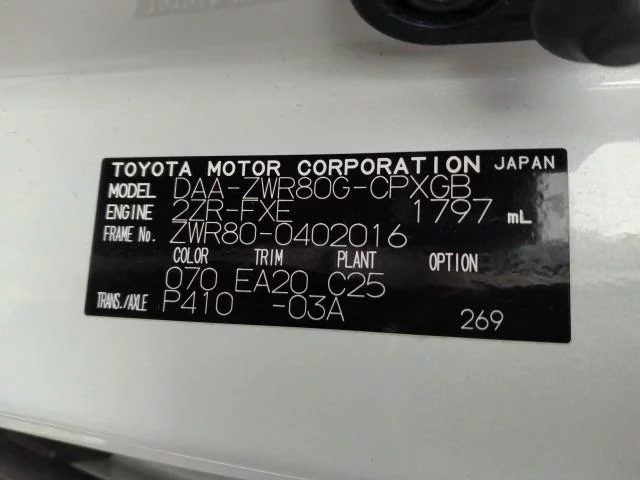 TOYOTA MOTOR CORPORATION JAPAN
MODEL DAA-ZWR80G-CPXGB
ENGINE 2ZR-FXE 1797 mL
FRAME No. ZWR80-0402016
COLOR TRIM PLANT OPTION
070 EA20 C25
TRANS./AXLE P410 -03A
269